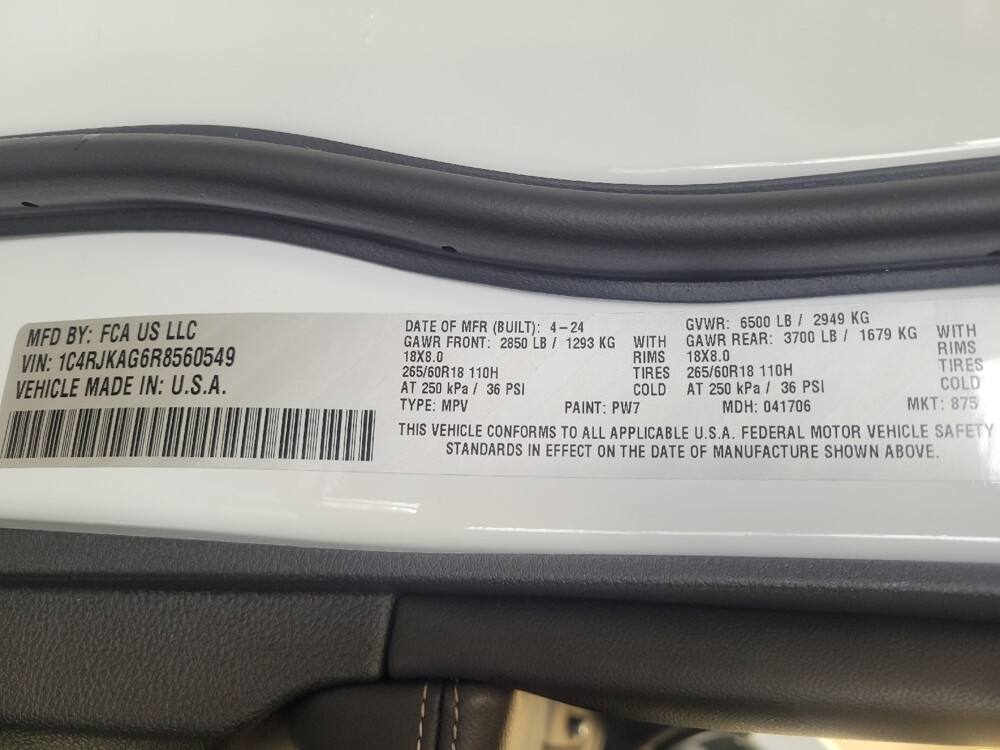 MFD BY: FCA US LLC
VIN: 1C4RJKAG6R8560549
VEHICLE MADE IN: U.S.A.
DATE OF MFR (BUILT): 4-24
GAWR FRONT: 2850 LB / 1293 KG WITH
18X8.0 RIMS
265/60R18 110H TIRES
AT 250 kPa / 36 PSI COLD
GVWR: 6500 LB / 2949 KG
GAWR REAR: 3700 LB / 1679 KG WITH
18X8.0 RIMS
265/60R18 110H TIRES
AT 250 kPa / 36 PSI COLD
TYPE: MPV PAINT: PW7 MDH: 041706 MKT: 875
THIS VEHICLE CONFORMS TO ALL APPLICABLE U.S.A. FEDERAL MOTOR VEHICLE SAFETY
STANDARDS IN EFFECT ON THE DATE OF MANUFACTURE SHOWN ABOVE.